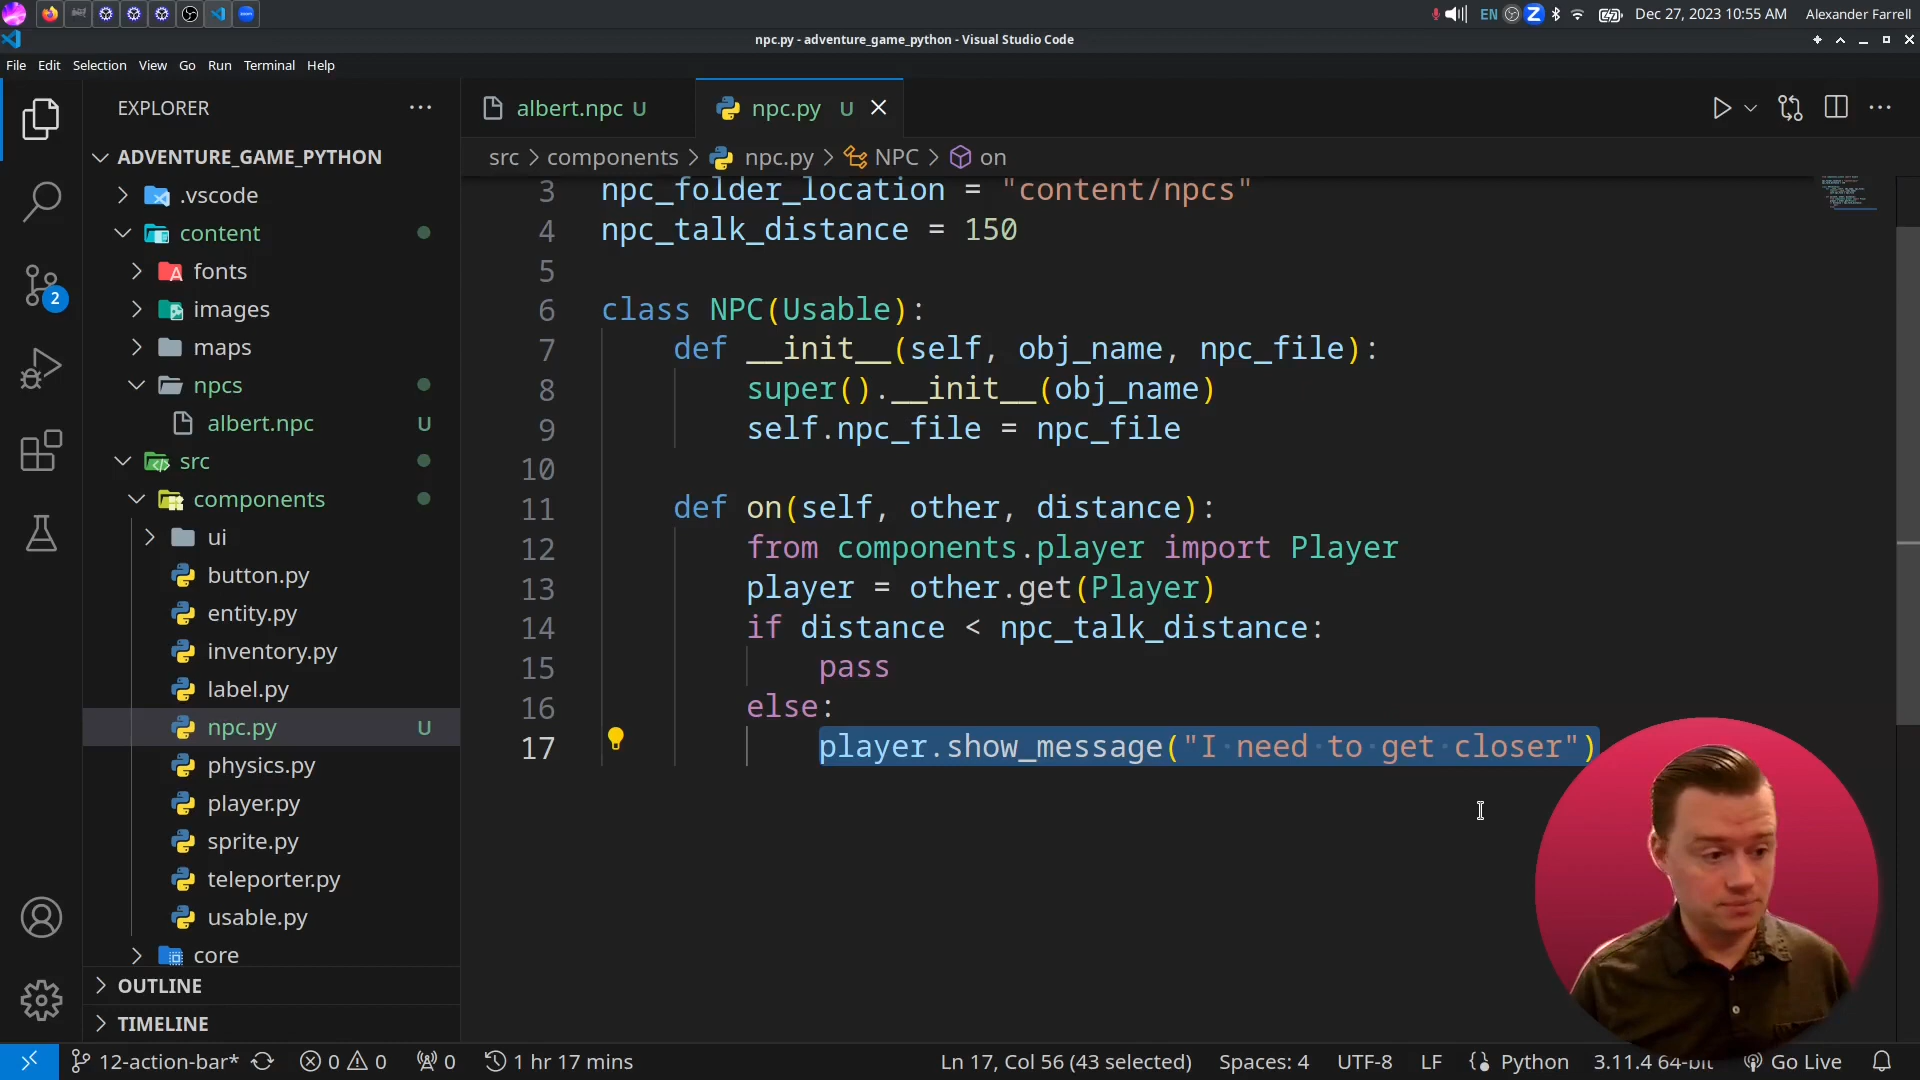 EN
Dec 27, 2023 10:55 AM
Alexander Farrell
npc.py - adventure_game_python - Visual Studio Code
File Edit Selection View Go Run Terminal Help
EXPLORER
ADVENTURE_GAME_PYTHON
.vscode
content
fonts
images
maps
npcs
albert.npc U
src
components
ui
button.py
entity.py
inventory.py
label.py
npc.py U
physics.py
player.py
sprite.py
teleporter.py
usable.py
core
OUTLINE
TIMELINE
2
albert.npc U
npc.py U
src > components > npc.py > NPC > on
3 npc_folder_location = "content/npcs"
4 npc_talk_distance = 150
5
6 class NPC(Usable):
7 def __init__(self, obj_name, npc_file):
8 super().__init__(obj_name)
9 self.npc_file = npc_file
10
11 def on(self, other, distance):
12 from components.player import Player
13 player = other.get(Player)
14 if distance < npc_talk_distance:
15 pass
16 else:
17 player.show_message("I need to get closer")
12-action-bar* 0 0 0 1 hr 17 mins Ln 17, Col 56 (43 selected) Spaces: 4 UTF-8 LF Python 3.11.4 64-bit Go Live